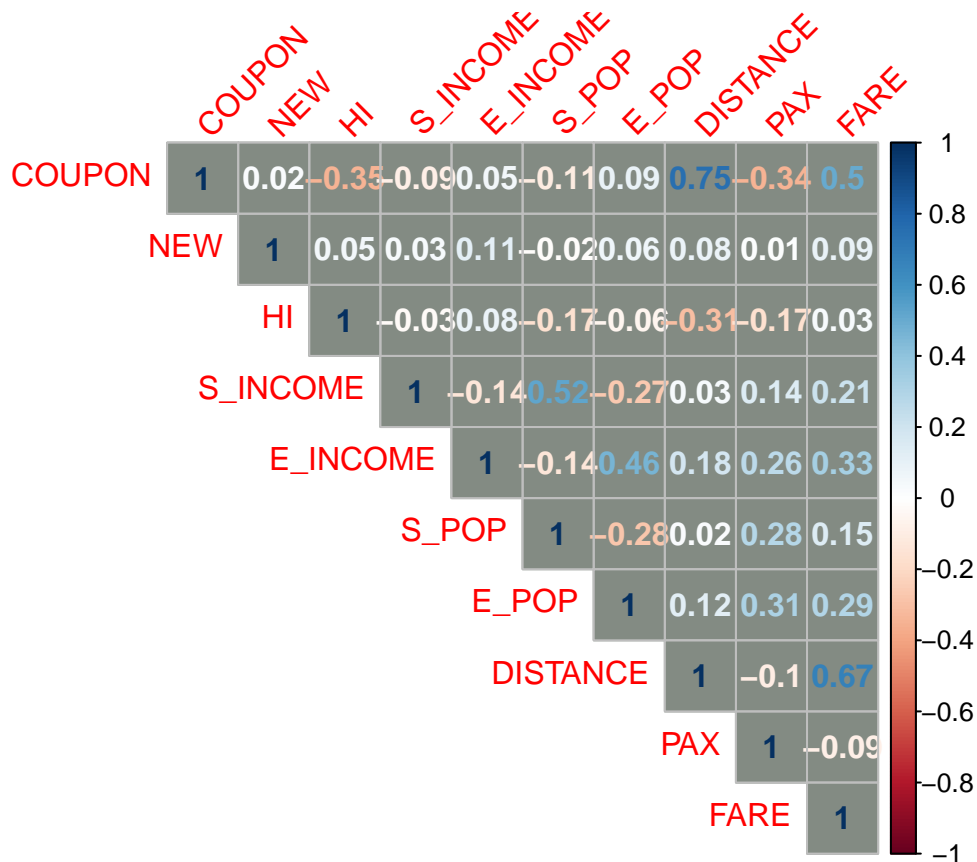 COUPON NEW HI S_INCOME E_INCOME S_POP E_POP DISTANCE PAX FARE
COUPON 1 0.02 −0.35 −0.09 0.05 −0.11 0.09 0.75 −0.34 0.5
NEW 1 0.05 0.03 0.11 −0.02 0.06 0.08 0.01 0.09
HI 1 −0.03 0.08 −0.17 −0.06 −0.31 −0.17 0.03
S_INCOME 1 −0.14 0.52 −0.27 0.03 0.14 0.21
E_INCOME 1 −0.14 0.46 0.18 0.26 0.33
S_POP 1 −0.28 0.02 0.28 0.15
E_POP 1 0.12 0.31 0.29
DISTANCE 1 −0.1 0.67
PAX 1 −0.09
FARE 1
1
0.8
0.6
0.4
0.2
0
−0.2
−0.4
−0.6
−0.8
−1